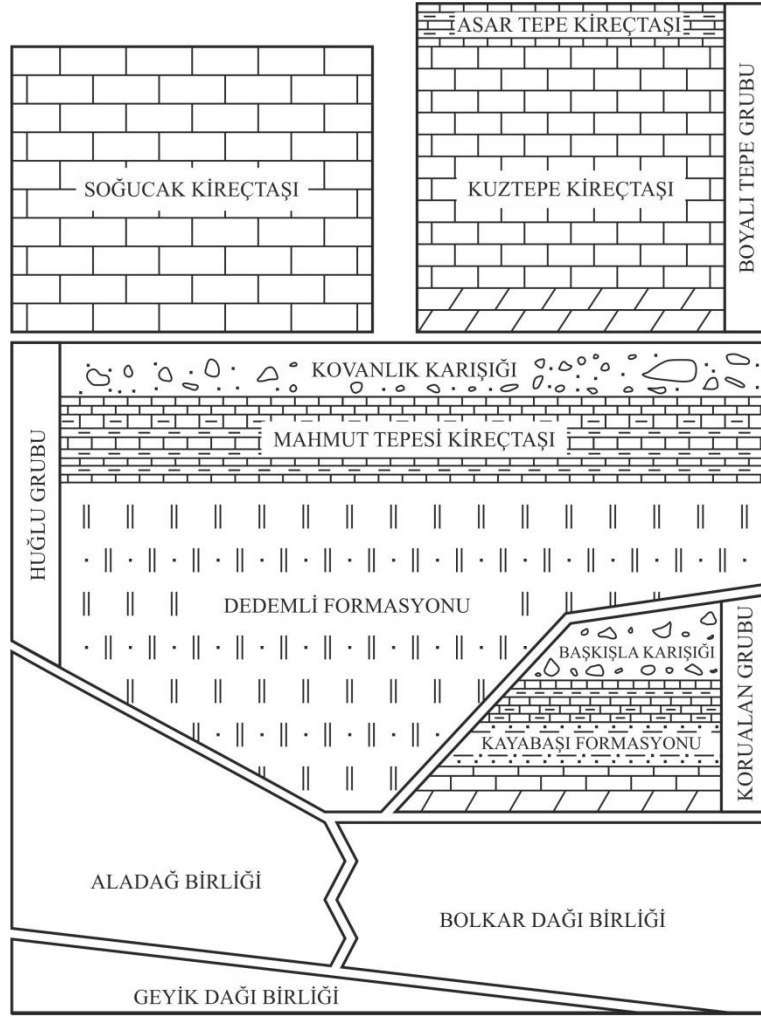 ASAR TEPE KİREÇTAŞI
SOĞUCAK KİREÇTAŞI
KUZTEPE KİREÇTAŞI
BOYALI TEPE GRUBU
KOVANLIK KARIŞIĞI
MAHMUT TEPESİ KİREÇTAŞI
HUĞLU GRUBU
DEDEMLİ FORMASYONU
BAŞKIŞLA KARIŞIĞI
KAYABAŞI FORMASYONU
KORUALAN GRUBU
ALADAĞ BİRLİĞİ
BOLKAR DAĞI BİRLİĞİ
GEYİK DAĞI BİRLİĞİ